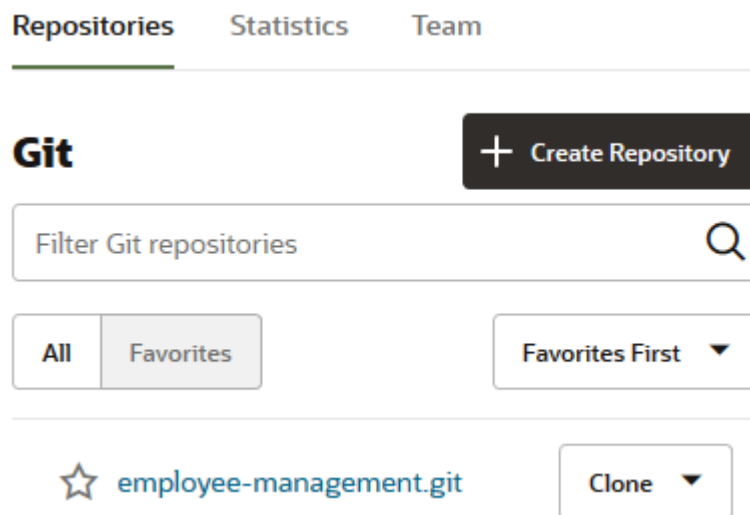 Repositories Statistics Team
Git
Create Repository
Filter Git repositories
All Favorites Favorites First
employee-management.git Clone